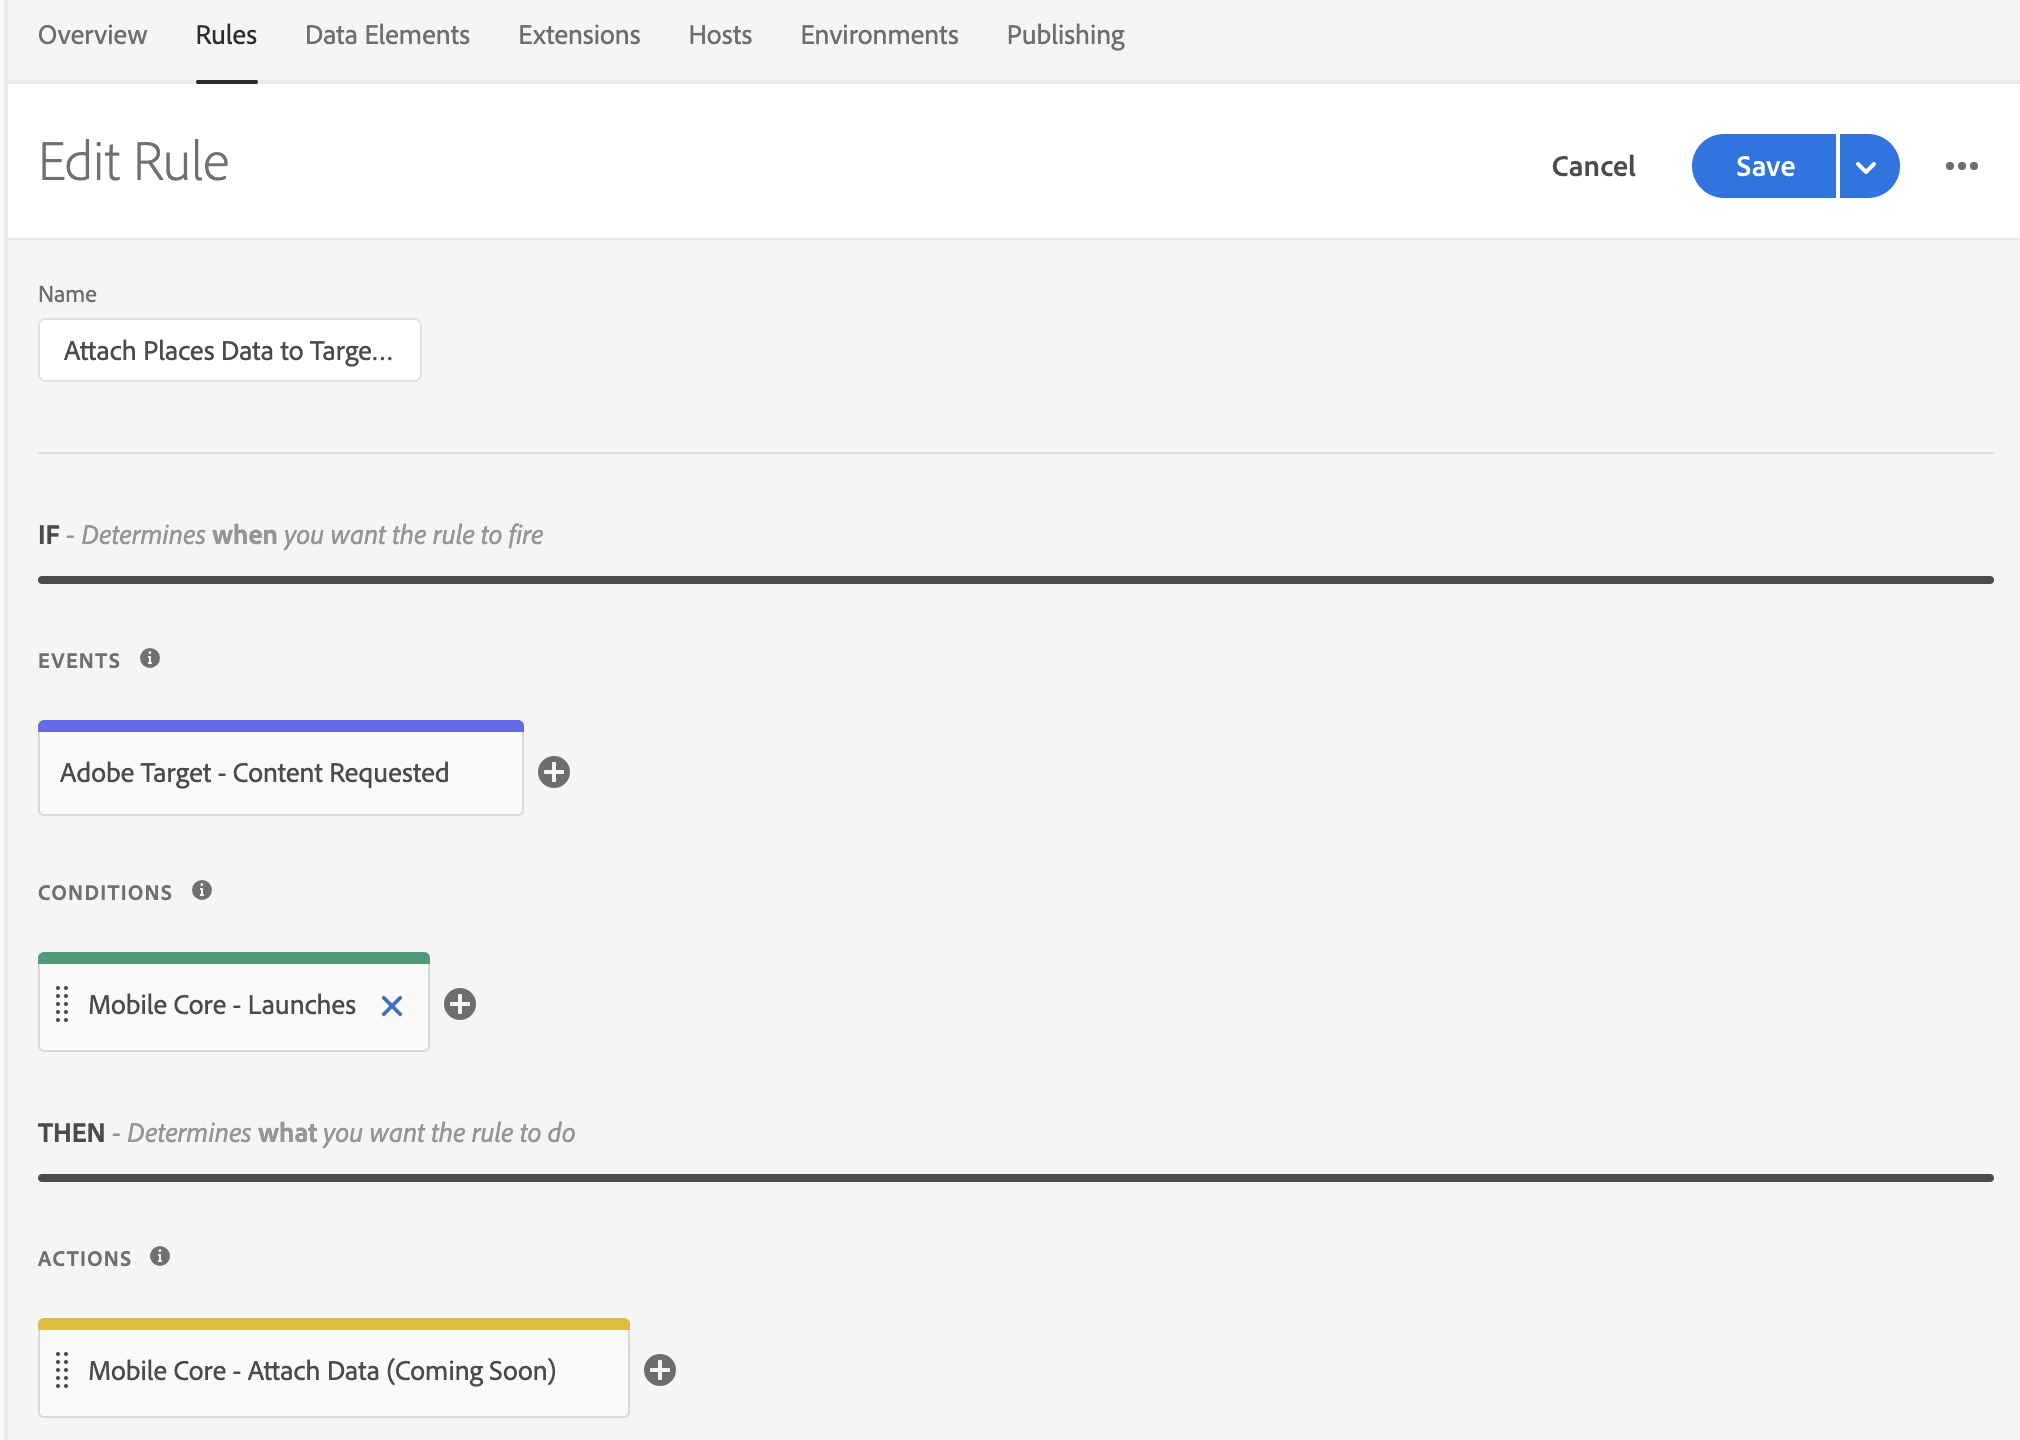 Overview Rules Data Elements Extensions Hosts Environments Publishing
Edit Rule
Cancel Save
Name
Attach Places Data to Targe...
IF - Determines when you want the rule to fire
EVENTS
Adobe Target - Content Requested
CONDITIONS
Mobile Core - Launches
THEN - Determines what you want the rule to do
ACTIONS
Mobile Core - Attach Data (Coming Soon)